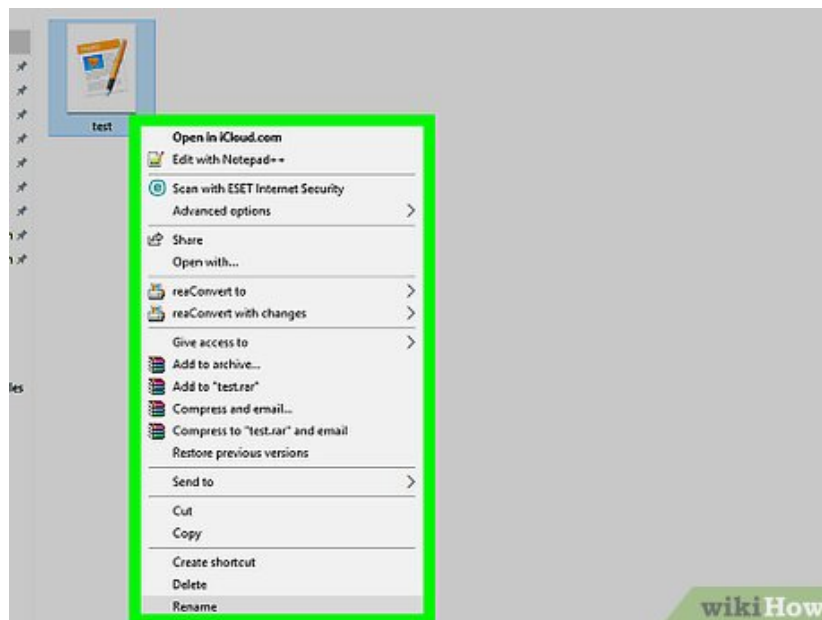 test
Open in iCloud.com
Edit with Notepad++
Scan with ESET Internet Security
Advanced options
Share
Open with...
reaConvert to
reaConvert with changes
Give access to
Add to archive...
Add to "test.rar"
Compress and email...
Compress to "test.rar" and email
Restore previous versions
Send to
Cut
Copy
Create shortcut
Delete
Rename
wikiHow